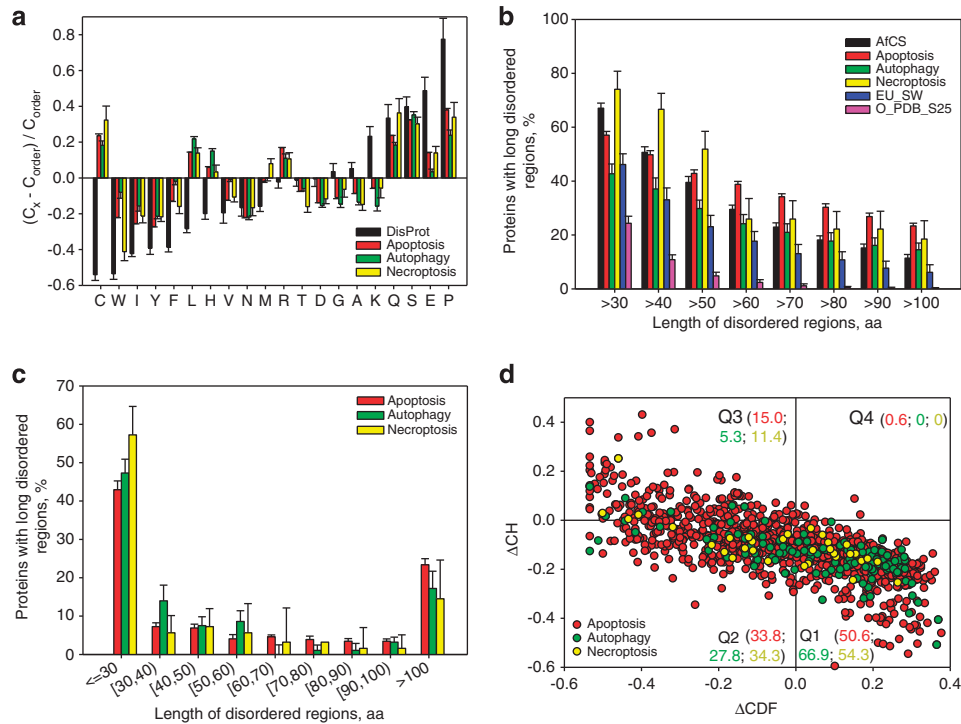 a
(Cx - Corder) / Corder
0.8
0.6
0.4
0.2
0.0
-0.2
-0.4
-0.6
DisProt
Apoptosis
Autophagy
Necroptosis
C W I Y F L H V N M R T D G A K Q S E P
b
Proteins with long disordered
regions, %
100
80
60
40
20
0
AfCS
Apoptosis
Autophagy
Necroptosis
EU_SW
O_PDB_S25
>30 >40 >50 >60 >70 >80 >90 >100
Length of disordered regions, aa
c
Proteins with long disordered
regions, %
70
60
50
40
30
20
10
0
Apoptosis
Autophagy
Necroptosis
<=30 [30,40) [40,50) [50,60) [60,70) [70,80) [80,90) [90,100) >100
Length of disordered regions, aa
d
ΔCH
0.4
0.2
0.0
-0.2
-0.4
-0.6
Q3 (15.0;
5.3; 11.4)
Q4 (0.6; 0; 0)
Apoptosis
Autophagy
Necroptosis
Q2 (33.8;
27.8; 34.3)
Q1 (50.6;
66.9; 54.3)
-0.6 -0.4 -0.2 0.0 0.2 0.4
ΔCDF